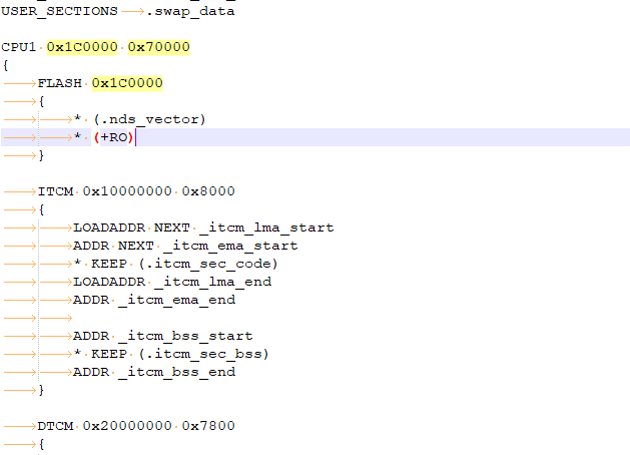 USER_SECTIONS .swap_data
CPU1 0x1C0000 0x70000
{
FLASH 0x1C0000
{
* (.nds_vector)
* (+RO)
}
ITCM 0x10000000 0x8000
{
LOADADDR NEXT _itcm_lma_start
ADDR NEXT _itcm_ema_start
* KEEP (.itcm_sec_code)
LOADADDR _itcm_lma_end
ADDR _itcm_ema_end
ADDR _itcm_bss_start
* KEEP (.itcm_sec_bss)
ADDR _itcm_bss_end
}
DTCM 0x20000000 0x7800
{